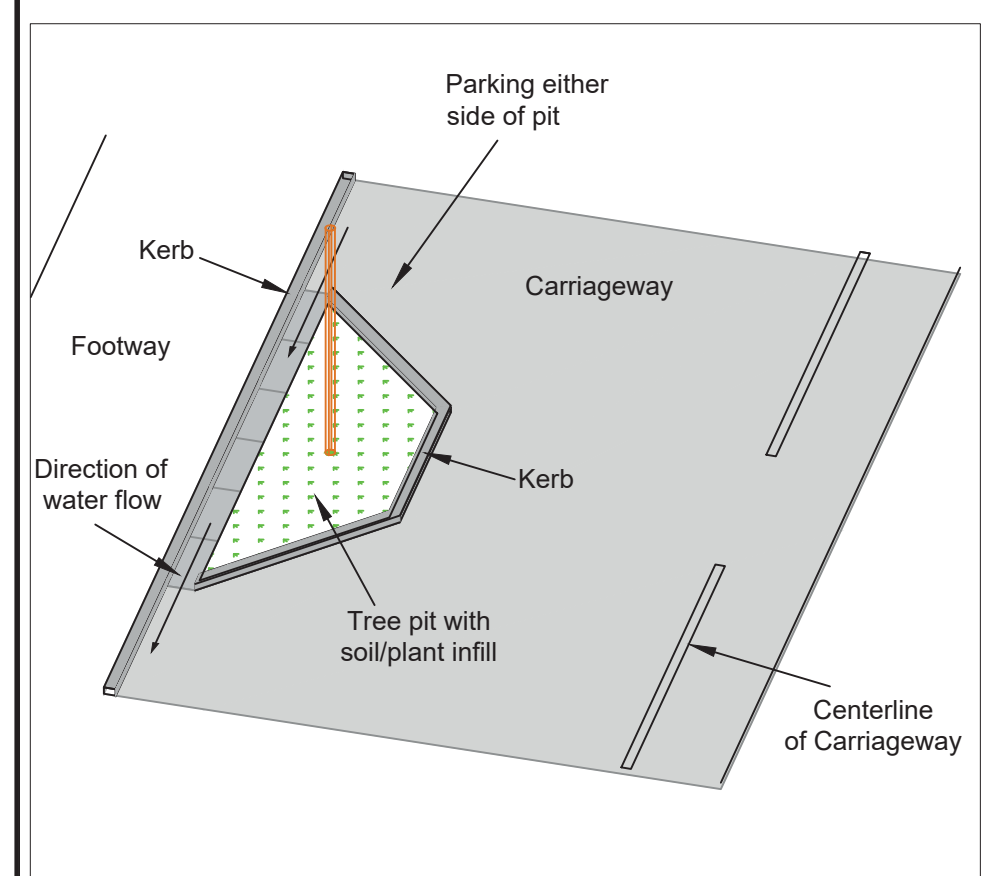 Parking either
side of pit
Kerb
Carriageway
Footway
Direction of
water flow
Kerb
Tree pit with
soil/plant infill
Centerline
of Carriageway